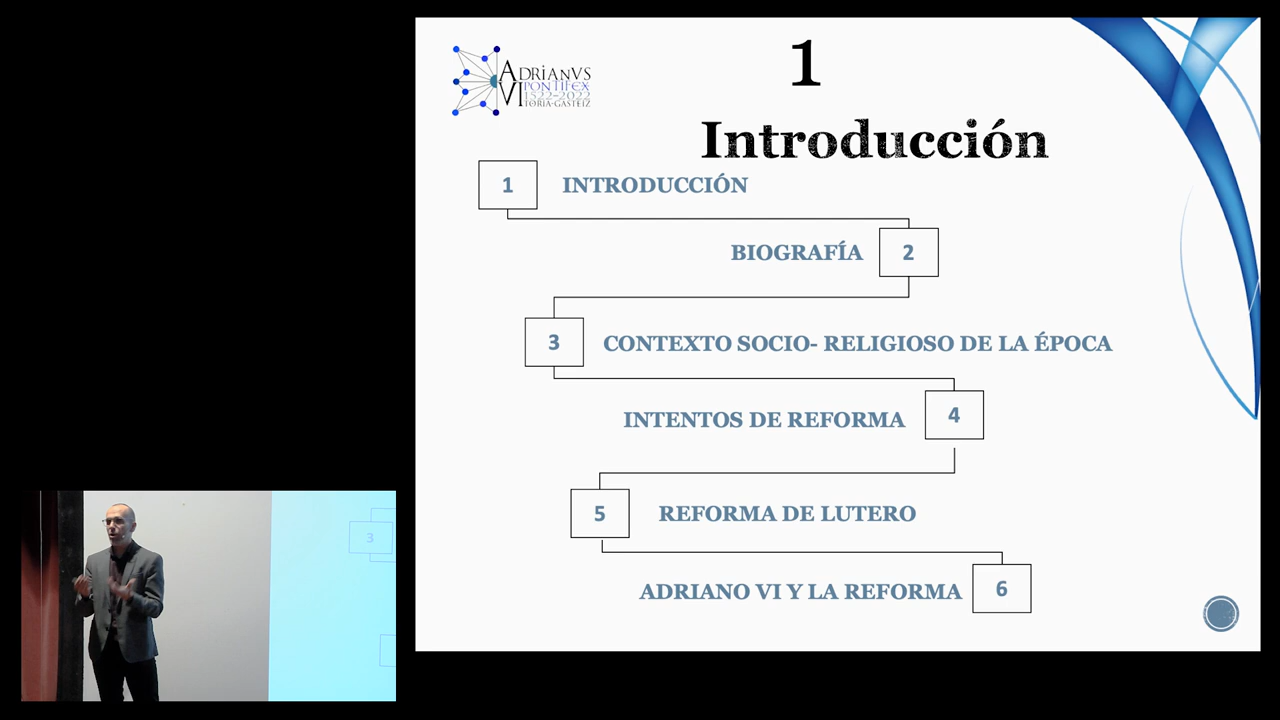 ADRIANVS
VI PONTIFEX
1522-2022
VITORIA-GASTEIZ
1
Introducción
1 INTRODUCCIÓN
BIOGRAFÍA 2
3 CONTEXTO SOCIO- RELIGIOSO DE LA ÉPOCA
INTENTOS DE REFORMA 4
5 REFORMA DE LUTERO
ADRIANO VI Y LA REFORMA 6
3